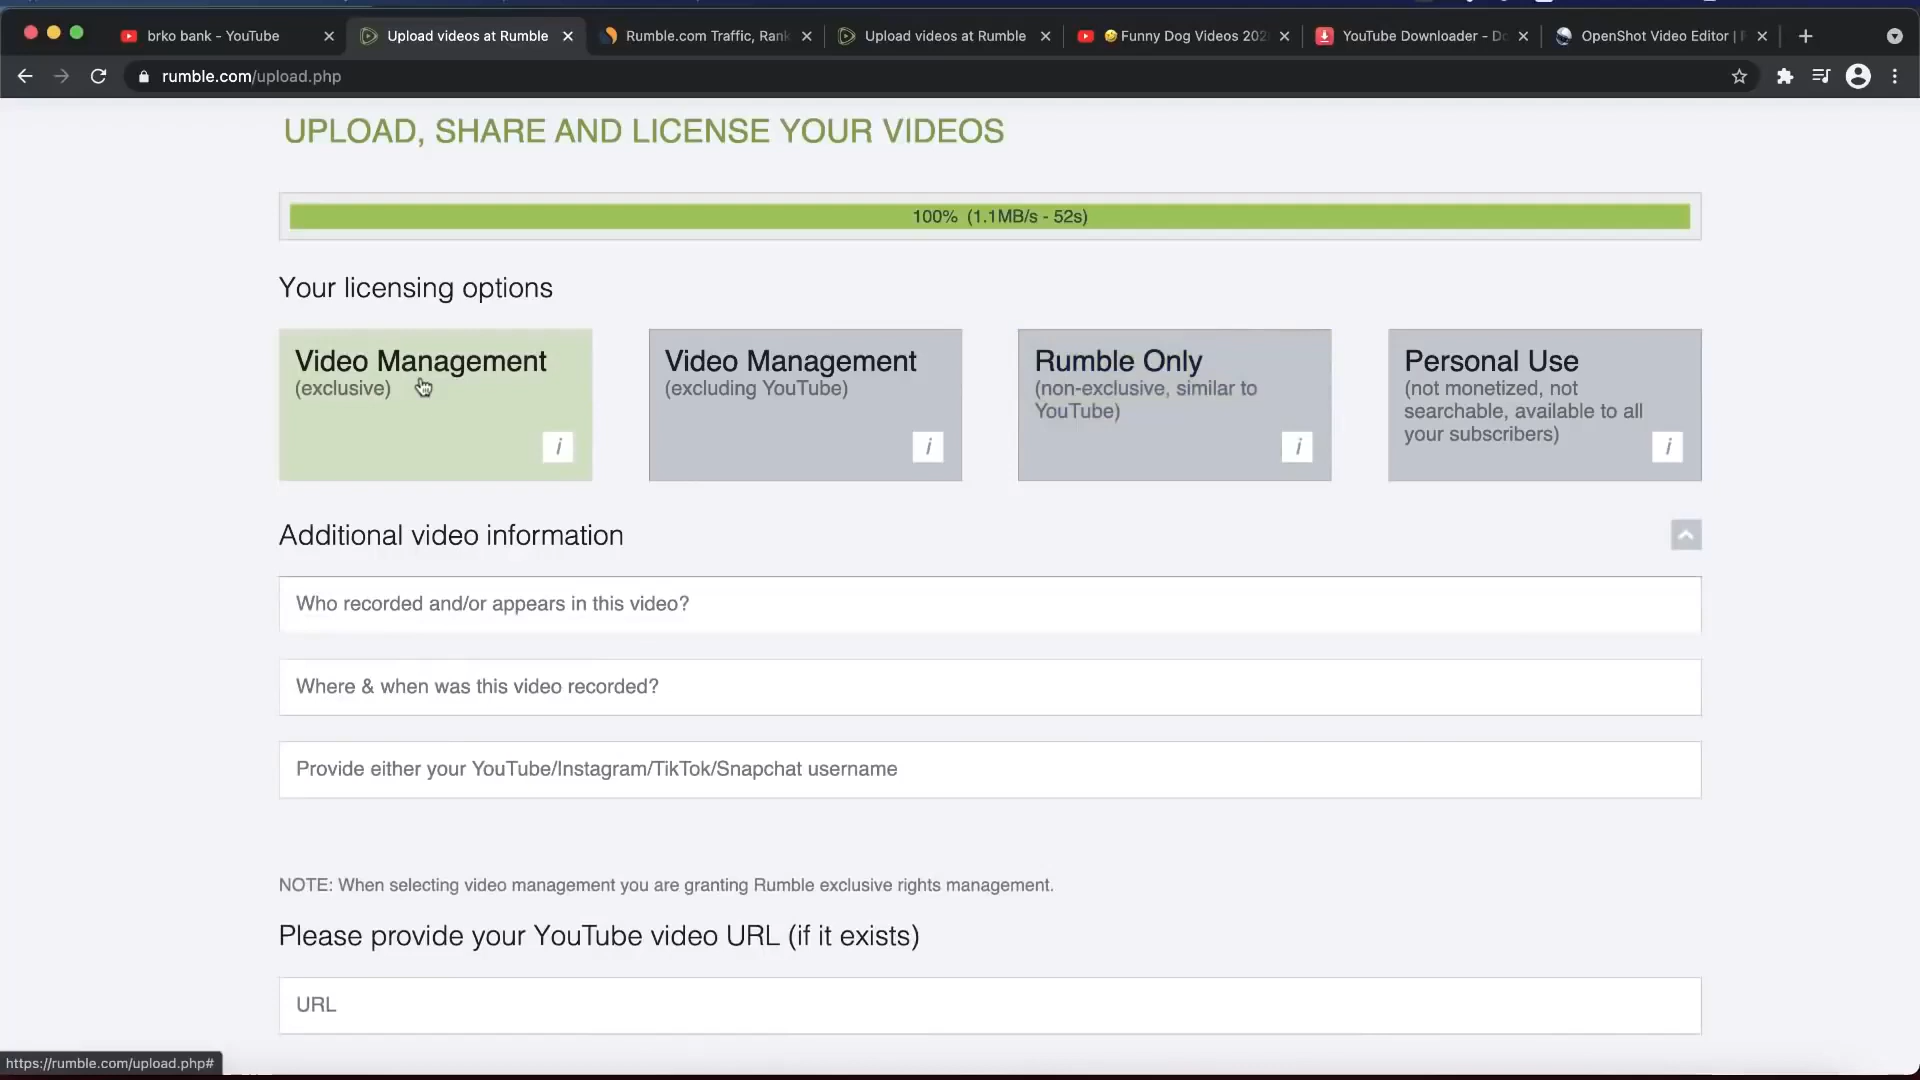 brko bank - YouTube
Upload videos at Rumble
Rumble.com Traffic, Rank
Upload videos at Rumble
🤣Funny Dog Videos 202
YouTube Downloader - Do
OpenShot Video Editor |
rumble.com/upload.php
UPLOAD, SHARE AND LICENSE YOUR VIDEOS
100% (1.1MB/s - 52s)
Your licensing options
Video Management
(exclusive)
i
Video Management
(excluding YouTube)
i
Rumble Only
(non-exclusive, similar to
YouTube)
i
Personal Use
(not monetized, not
searchable, available to all
your subscribers)
i
Additional video information
Who recorded and/or appears in this video?
Where & when was this video recorded?
Provide either your YouTube/Instagram/TikTok/Snapchat username
NOTE: When selecting video management you are granting Rumble exclusive rights management.
Please provide your YouTube video URL (if it exists)
URL
https://rumble.com/upload.php#